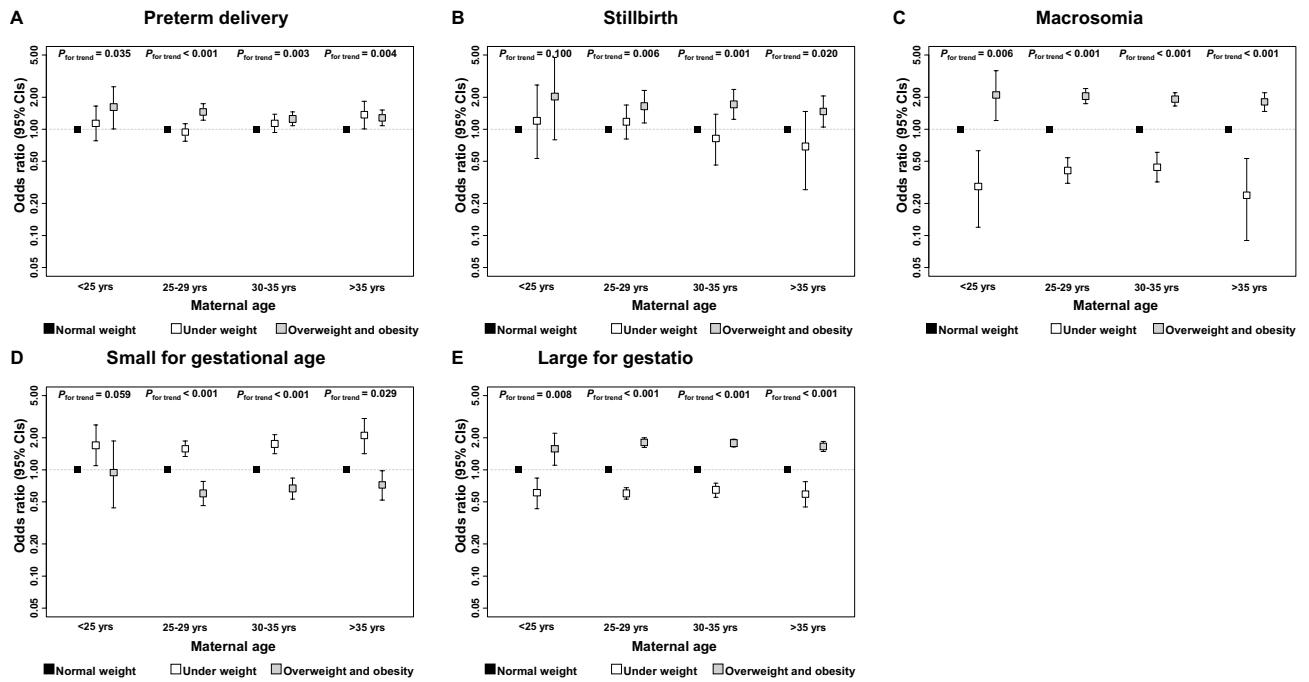 A Preterm delivery
P for trend = 0.035 P for trend < 0.001 P for trend = 0.003 P for trend = 0.004
Odds ratio (95% CIs)
5.00
2.00
1.00
0.50
0.20
0.10
0.05
<25 yrs 25-29 yrs 30-35 yrs >35 yrs
Maternal age
Normal weight Under weight Overweight and obesity
B Stillbirth
P for trend = 0.100 P for trend = 0.006 P for trend = 0.001 P for trend = 0.020
Odds ratio (95% CIs)
5.00
2.00
1.00
0.50
0.20
0.10
0.05
<25 yrs 25-29 yrs 30-35 yrs >35 yrs
Maternal age
Normal weight Under weight Overweight and obesity
C Macrosomia
P for trend = 0.006 P for trend < 0.001 P for trend < 0.001 P for trend < 0.001
Odds ratio (95% CIs)
5.00
2.00
1.00
0.50
0.20
0.10
0.05
<25 yrs 25-29 yrs 30-35 yrs >35 yrs
Maternal age
Normal weight Under weight Overweight and obesity
D Small for gestational age
P for trend = 0.059 P for trend < 0.001 P for trend < 0.001 P for trend = 0.029
Odds ratio (95% CIs)
5.00
2.00
1.00
0.50
0.20
0.10
0.05
<25 yrs 25-29 yrs 30-35 yrs >35 yrs
Maternal age
Normal weight Under weight Overweight and obesity
E Large for gestatio
P for trend = 0.008 P for trend < 0.001 P for trend < 0.001 P for trend < 0.001
Odds ratio (95% CIs)
5.00
2.00
1.00
0.50
0.20
0.10
0.05
<25 yrs 25-29 yrs 30-35 yrs >35 yrs
Maternal age
Normal weight Under weight Overweight and obesity